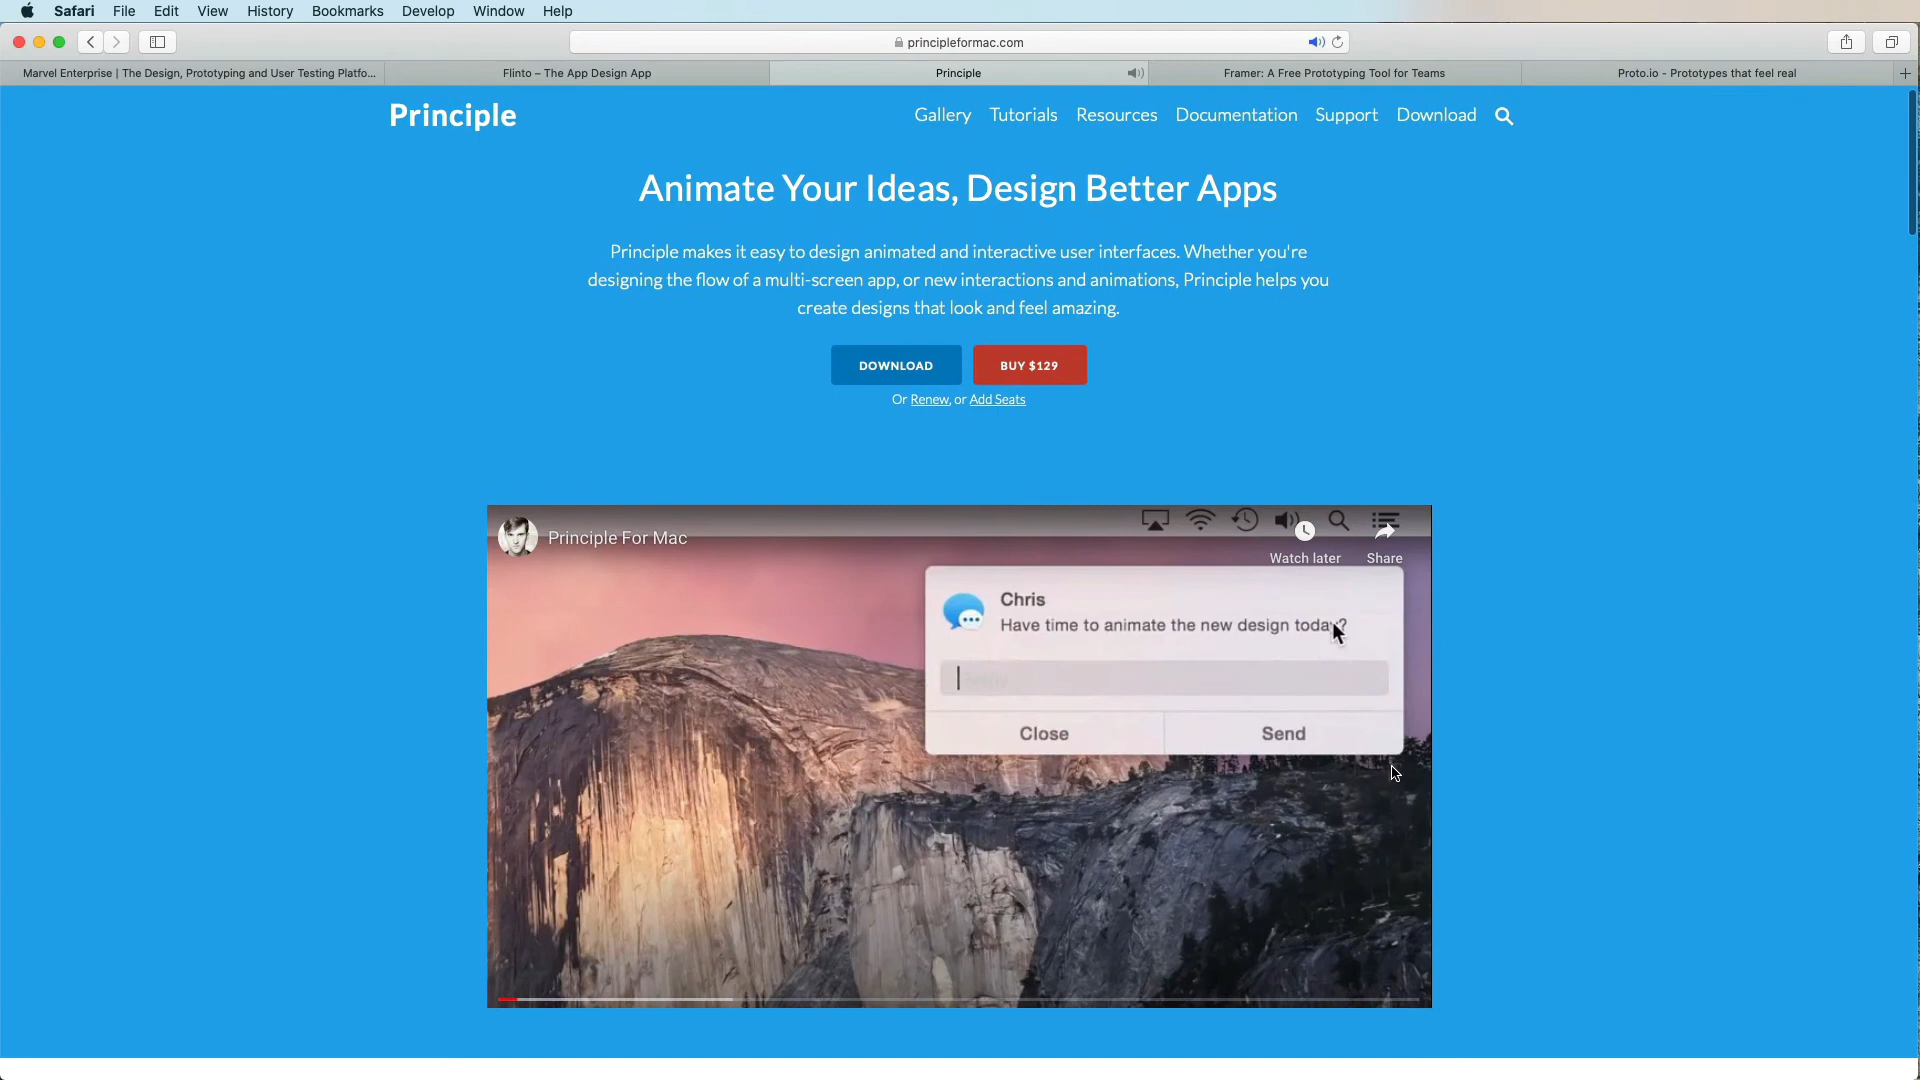 Safari File Edit View History Bookmarks Develop Window Help
principleformac.com
Marvel Enterprise | The Design, Prototyping and User Testing Platfo...
Flinto – The App Design App
Principle
Framer: A Free Prototyping Tool for Teams
Proto.io - Prototypes that feel real
Principle
Gallery Tutorials Resources Documentation Support Download
Animate Your Ideas, Design Better Apps
Principle makes it easy to design animated and interactive user interfaces. Whether you're
designing the flow of a multi-screen app, or new interactions and animations, Principle helps you
create designs that look and feel amazing.
DOWNLOAD BUY $129
Or Renew, or Add Seats
Principle For Mac
Watch later Share
Chris
Have time to animate the new design today?
Close Send